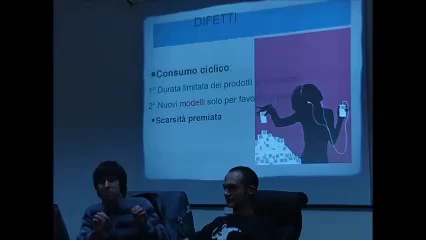 DIFETTI
•Consumo ciclico:
1° Durata limitata dei prodotti
2° Nuovi modelli solo per
•Scarsità premiata